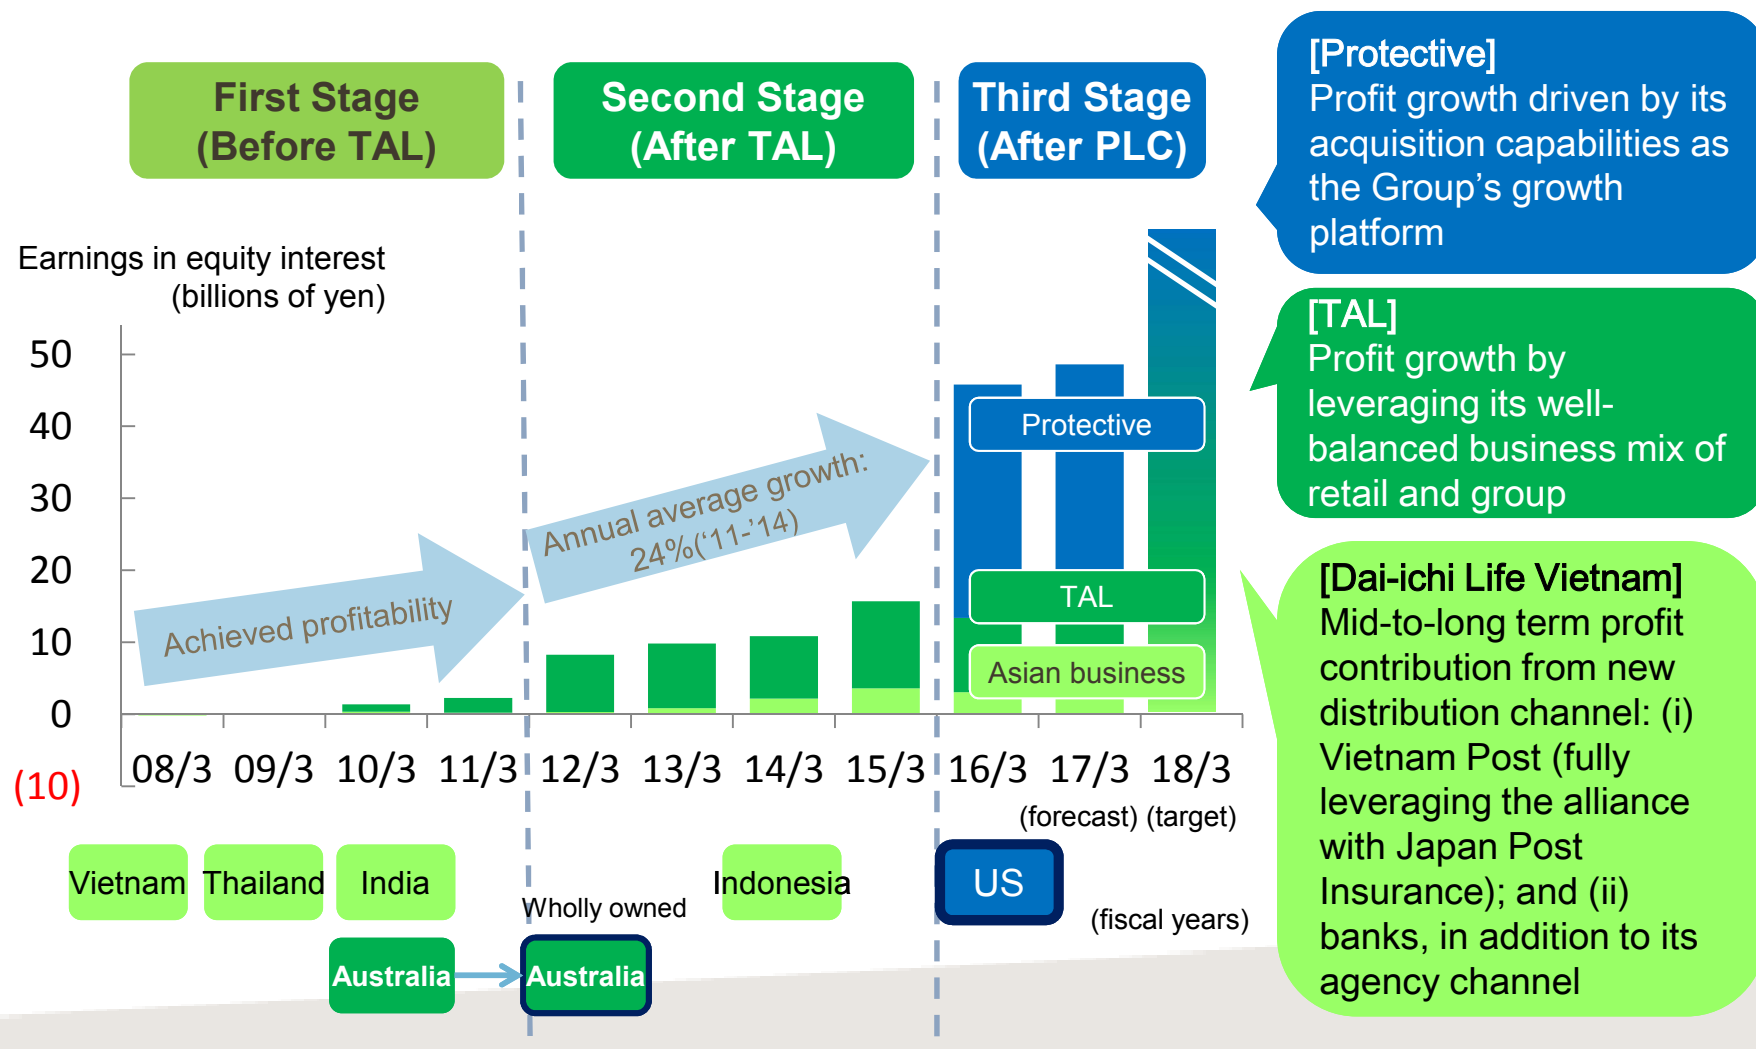 First Stage
(Before TAL)
Second Stage
(After TAL)
Third Stage
(After PLC)
[Protective]
Profit growth driven by its
acquisition capabilities as
the Group’s growth
platform
Earnings in equity interest
(billions of yen)
50
40
30
20
10
0
(10)
Achieved profitability
Annual average growth:
24%(‘11-’14)
Protective
TAL
Asian business
[TAL]
Profit growth by
leveraging its well-
balanced business mix of
retail and group
08/3 09/3 10/3 11/3 12/3 13/3 14/3 15/3 16/3 17/3 18/3
(forecast) (target)
Vietnam Thailand India Indonesia US
Wholly owned
(fiscal years)
Australia Australia
[Dai-ichi Life Vietnam]
Mid-to-long term profit
contribution from new
distribution channel: (i)
Vietnam Post (fully
leveraging the alliance
with Japan Post
Insurance); and (ii)
banks, in addition to its
agency channel